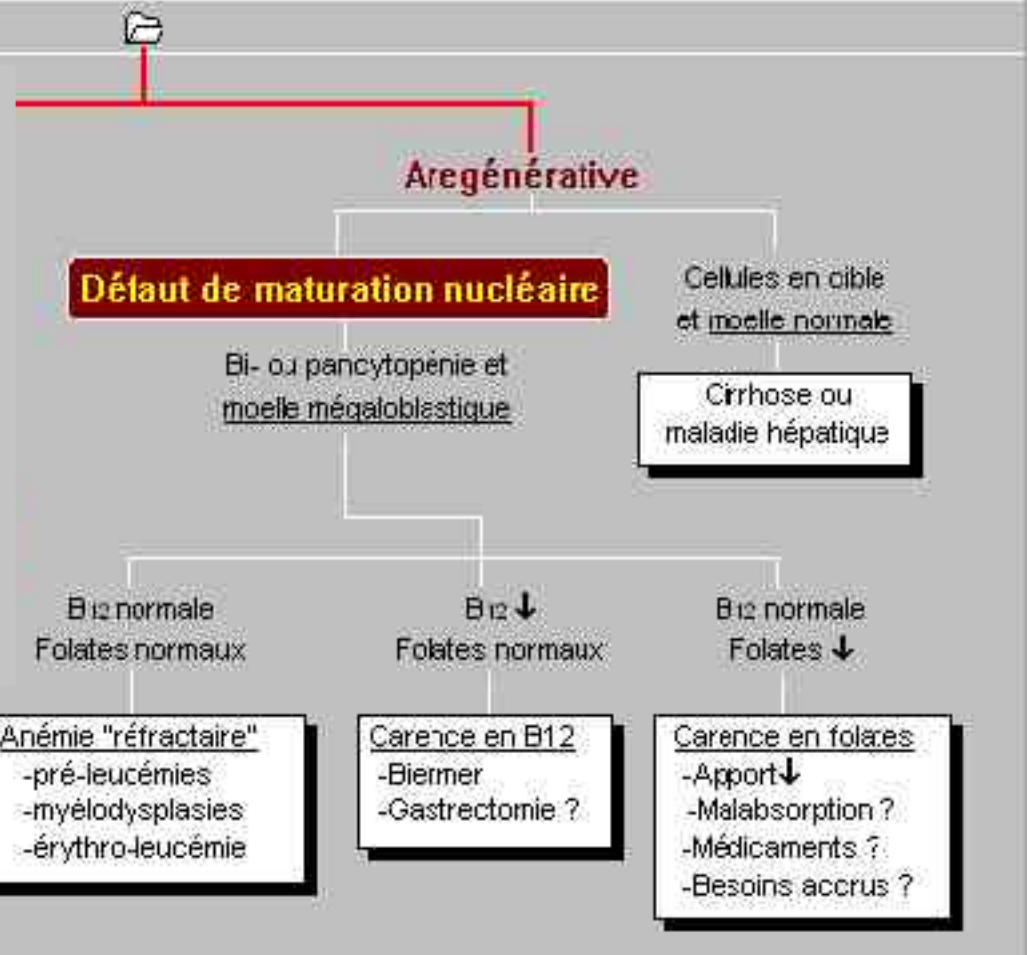 Aregénérative
Défaut de maturation nucléaire
Cellules en cible
et moelle normale
Bi- ou pancytopénie et
moelle mégaloblastique
Cirrhose ou
maladie hépatique
B12 normale
Folates normaux
B12 ↓
Folates normaux
B12 normale
Folates ↓
Anémie "réfractaire"
-pré-leucémies
-myélodysplasies
-érythro-leucémie
Carence en B12
-Biermer
-Gastrectomie ?
Carence en folates
-Apport↓
-Malabsorption ?
-Médicaments ?
-Besoins accrus ?